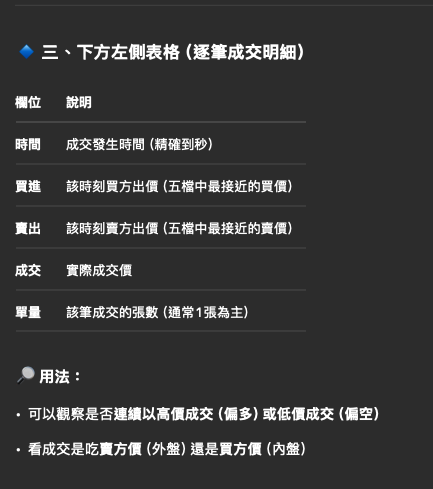 三、下方左側表格（逐筆成交明細）
欄位 說明
時間 成交發生時間（精確到秒）
買進 該時刻買方出價（五檔中最接近的買價）
賣出 該時刻賣方出價（五檔中最接近的賣價）
成交 實際成交價
單量 該筆成交的張數（通常1張為主）
用法：
• 可以觀察是否連續以高價成交（偏多）或低價成交（偏空）
• 看成交是吃賣方價（外盤）還是買方價（內盤）